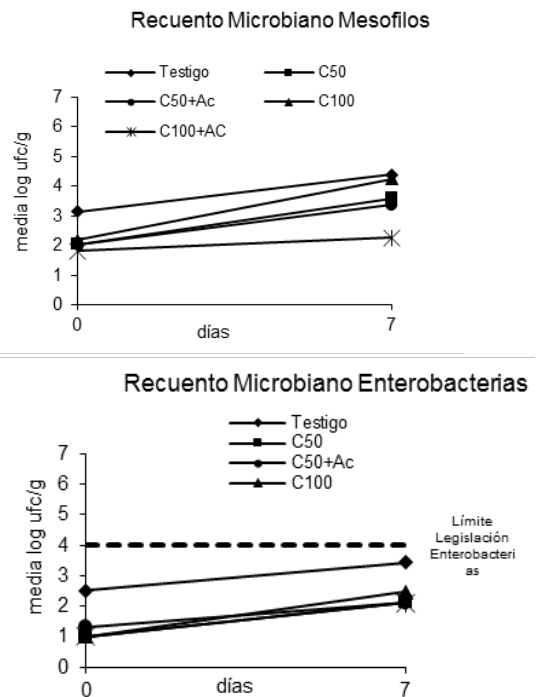 Recuento Microbiano Mesofilos
Testigo
C50
C50+Ac
C100
C100+AC
7
6
5
4
3
2
1
0
media log ufc/g
0
días
7
Recuento Microbiano Enterobacterias
Testigo
C50
C50+Ac
C100
7
6
5
4
3
2
1
0
media log ufc/g
Límite
Legislación
Enterobacteri
as
0
días
7